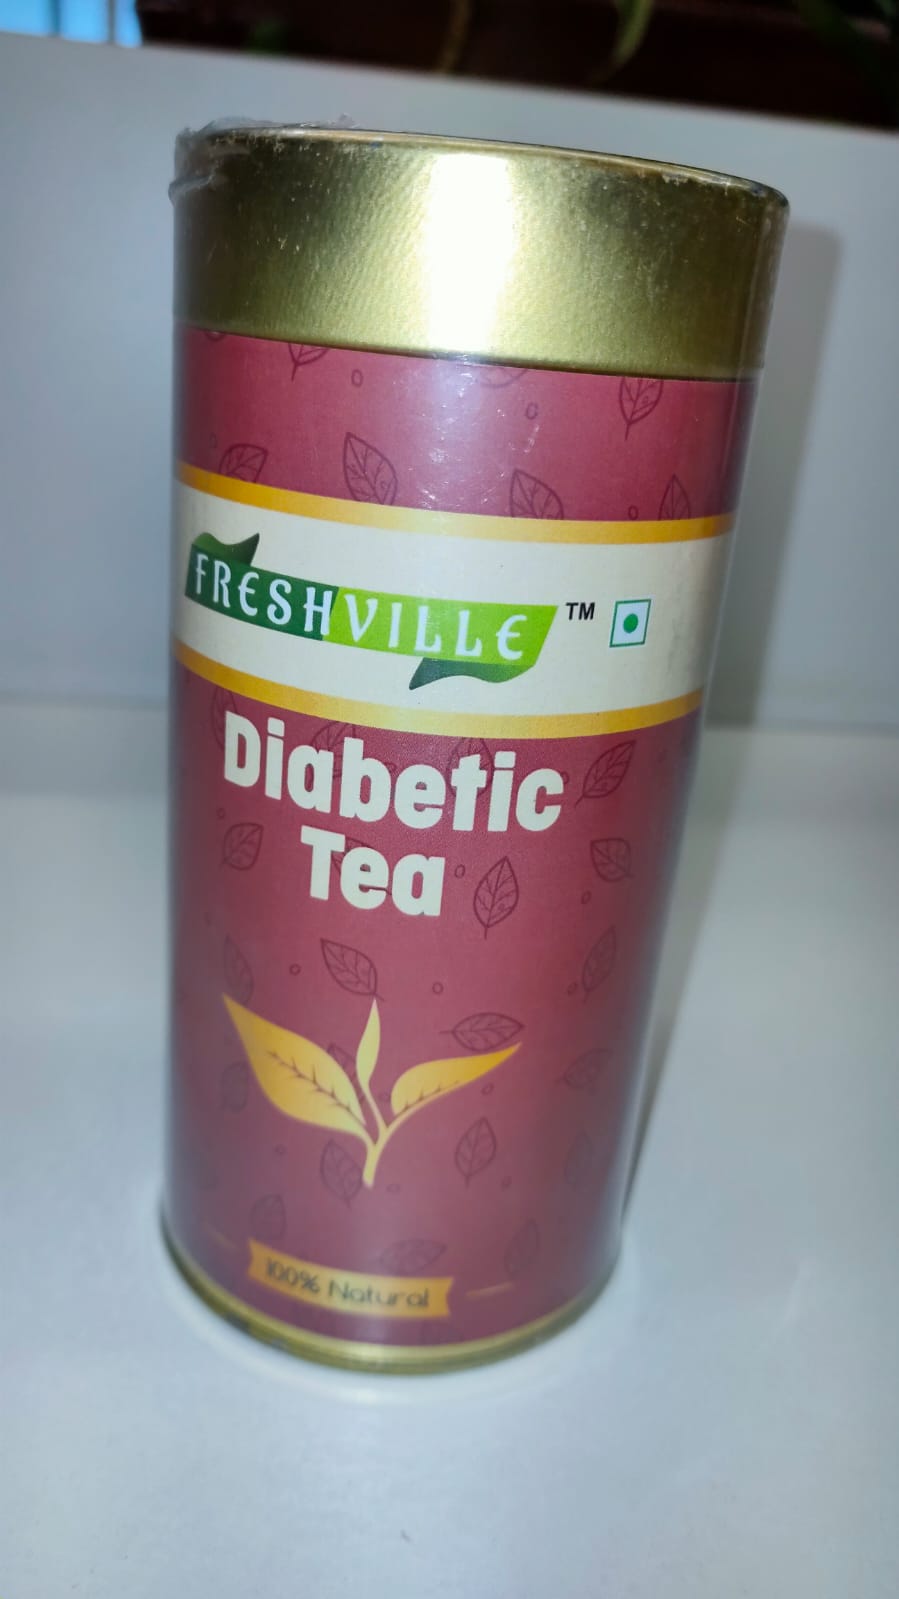 FRESHVILLE TM
Diabetic
Tea
100% Natural